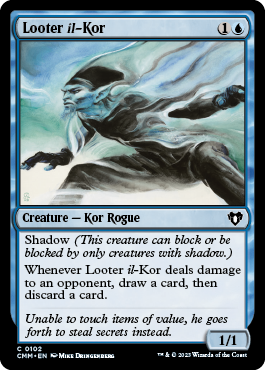 Looter il-Kor 1
Creature — Kor Rogue
Shadow (This creature can block or be
blocked by only creatures with shadow.)
Whenever Looter il-Kor deals damage
to an opponent, draw a card, then
discard a card.
Unable to touch items of value, he goes
forth to steal secrets instead.
1/1
C 0102
CMM • EN Mike Dringenberg
™ & © 2023 Wizards of the Coast